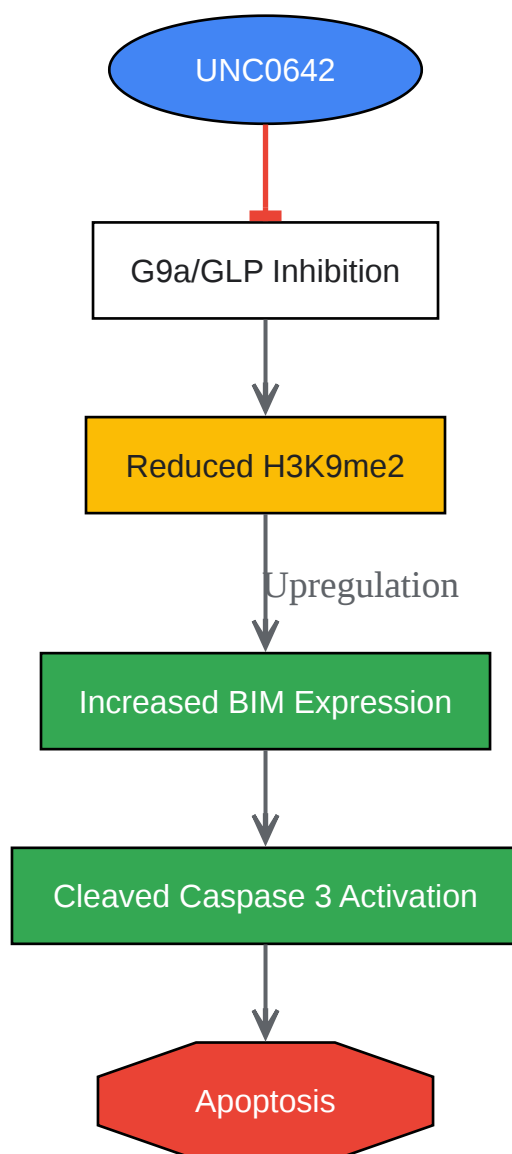 UNC0642
G9a/GLP Inhibition
Reduced H3K9me2
Upregulation
Increased BIM Expression
Cleaved Caspase 3 Activation
Apoptosis